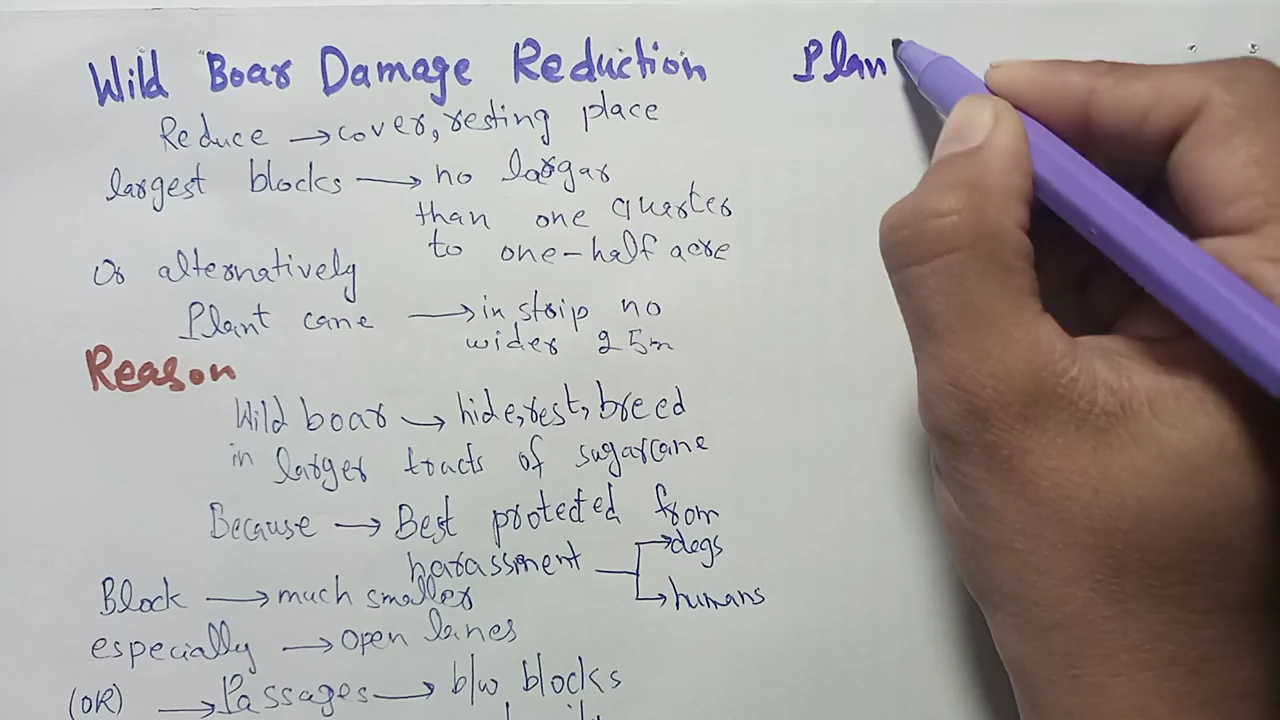 Wild Boar Damage Reduction Plan
Reduce → cover, resting place
largest blocks → no largar
than one quarter
to one-half acre
Or alternatively
Plant cane → in strip no
wider 25m
Reason
Wild boar → hide, rest, breed
in larger tracts of sugarcane
Because → Best protected from
harassment → dogs
→ humans
Block → much smaller
especially → open lanes
(OR) → Passages → b/w blocks